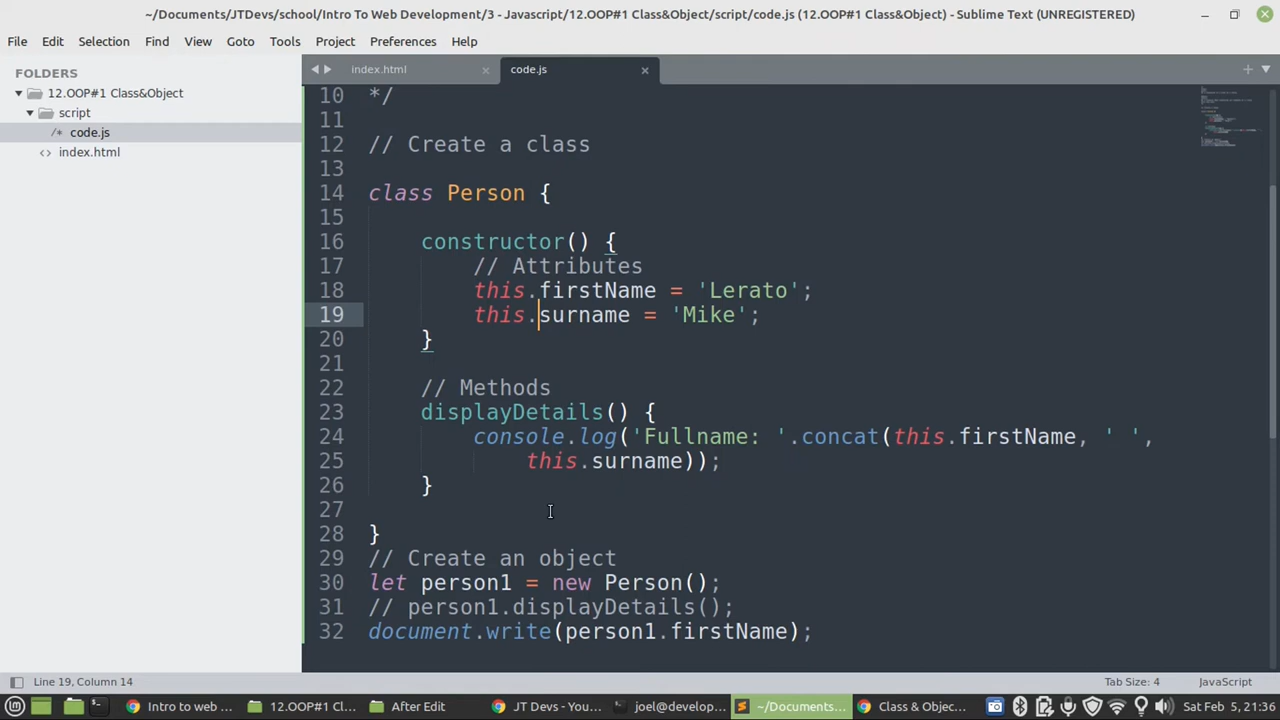 ~/Documents/JTDevs/school/Intro To Web Development/3 - Javascript/12.OOP#1 Class&Object/script/code.js (12.OOP#1 Class&Object) - Sublime Text (UNREGISTERED)
File Edit Selection Find View Goto Tools Project Preferences Help
FOLDERS
12.OOP#1 Class&Object
script
/* code.js
<> index.html
index.html × code.js ×
10 */
11
12 // Create a class
13
14 class Person {
15
16 constructor() {
17 // Attributes
18 this.firstName = 'Lerato';
19 this.surname = 'Mike';
20 }
21
22 // Methods
23 displayDetails() {
24 console.log('Fullname: '.concat(this.firstName, ' ',
25 this.surname));
26 }
27
28 }
29 // Create an object
30 let person1 = new Person();
31 // person1.displayDetails();
32 document.write(person1.firstName);
Line 19, Column 14 Tab Size: 4 JavaScript
Intro to web ... 12.OOP#1 Cl... After Edit JT Devs - You... joel@develop... ~/Documents... Class & Objec... Sat Feb 5, 21:36